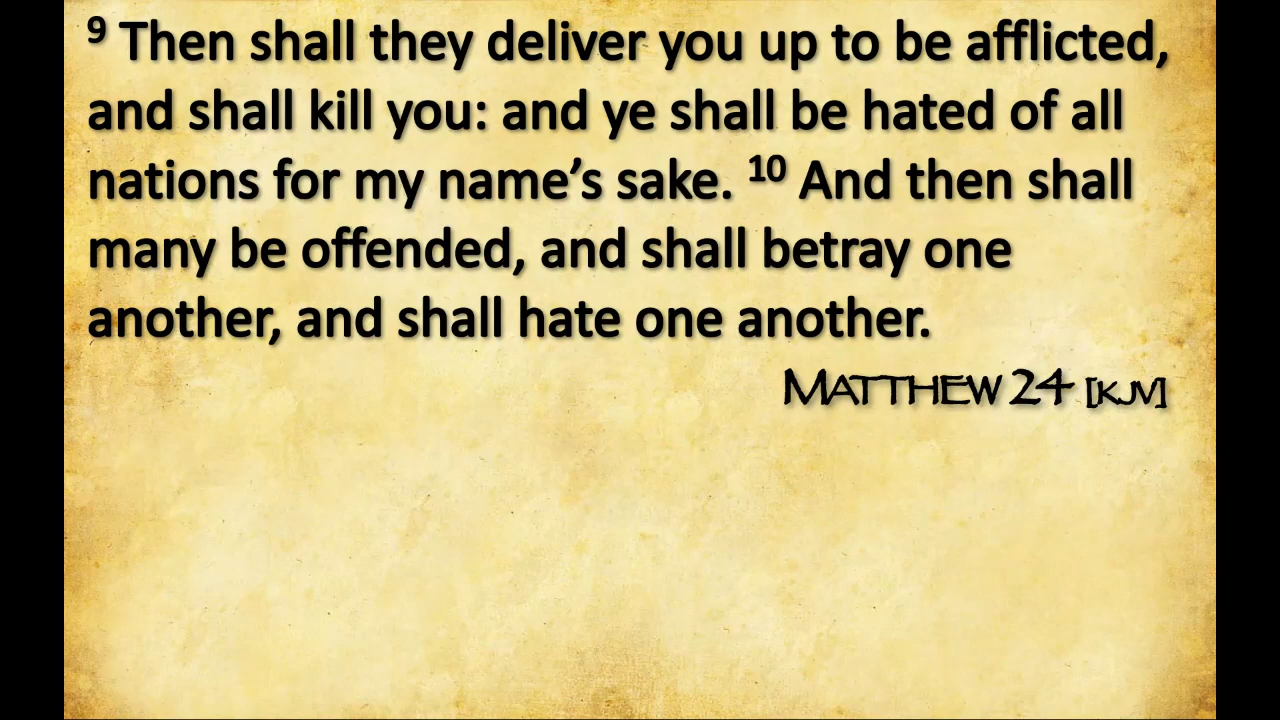 9 Then shall they deliver you up to be afflicted,
and shall kill you: and ye shall be hated of all
nations for my name’s sake. 10 And then shall
many be offended, and shall betray one
another, and shall hate one another.
MATTHEW 24 [KJV]